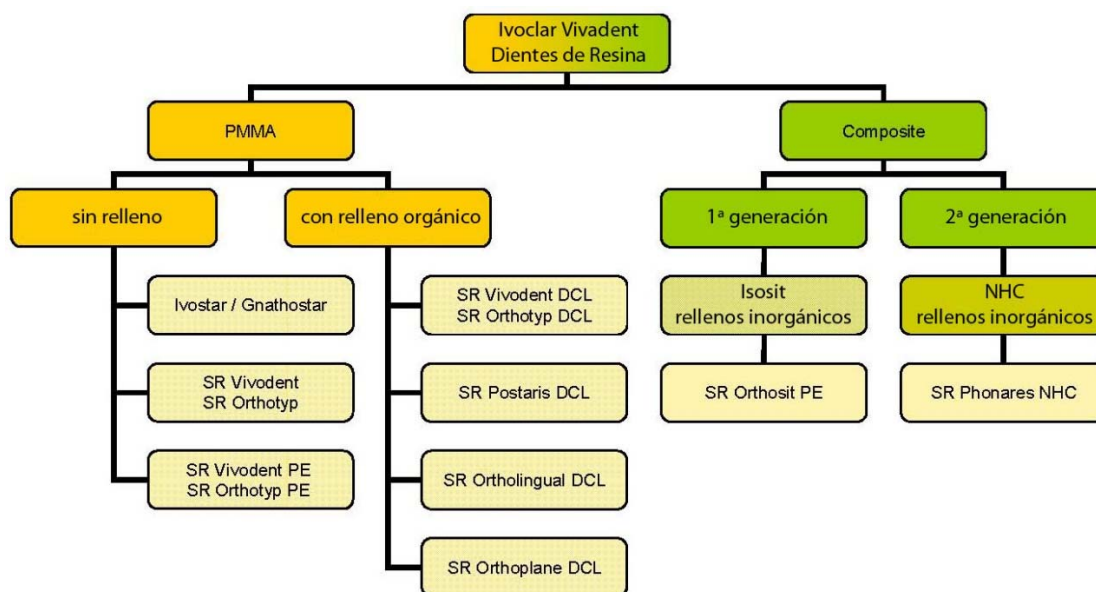 Ivoclar Vivadent
Dientes de Resina
PMMA
Composite
sin relleno
con relleno orgánico
1ª generación
2ª generación
Ivostar / Gnathostar
SR Vivodent DCL
SR Orthotyp DCL
Isosit
rellenos inorgánicos
NHC
rellenos inorgánicos
SR Vivodent
SR Orthotyp
SR Postaris DCL
SR Orthosit PE
SR Phonares NHC
SR Vivodent PE
SR Orthotyp PE
SR Ortholingual DCL
SR Orthoplane DCL